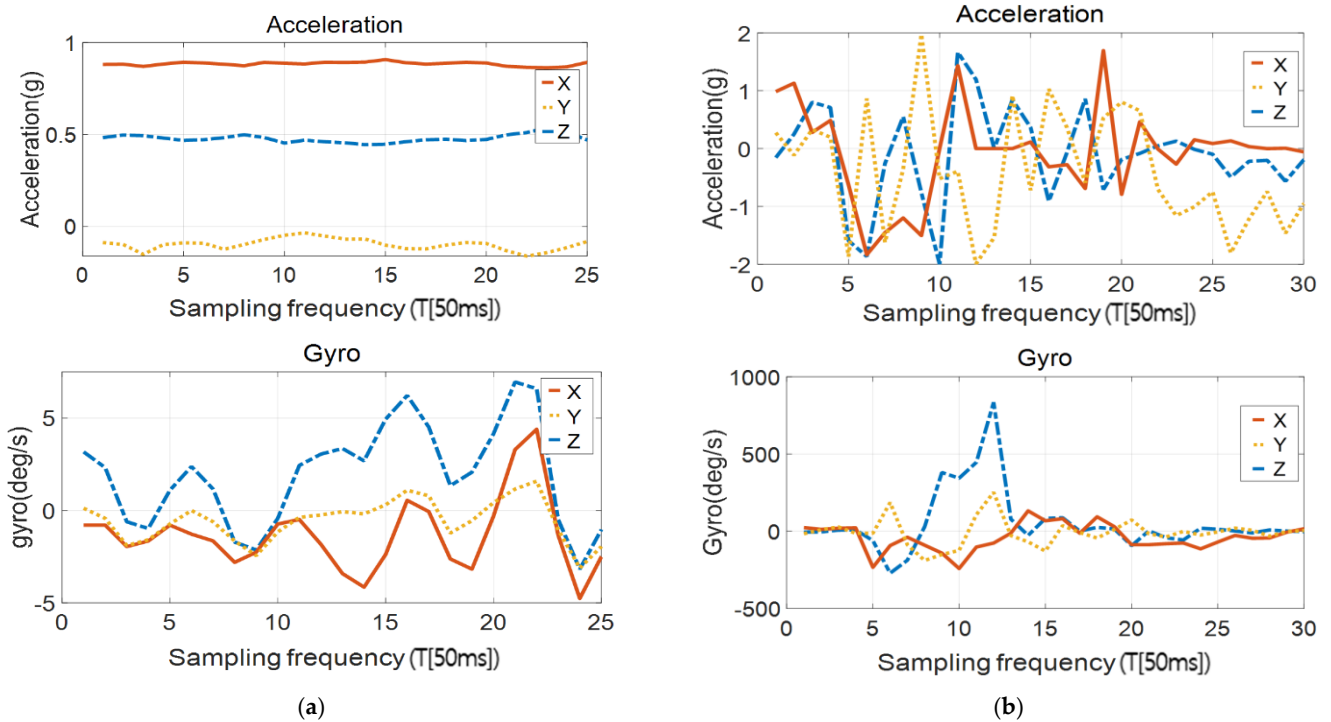 Acceleration
Acceleration(g)
1
0.5
0
X
Y
Z
0 5 10 15 20 25
Sampling frequency (T[50ms])
Gyro
gyro(deg/s)
5
0
-5
X
Y
Z
0 5 10 15 20 25
Sampling frequency (T[50ms])
(a)
Acceleration
Acceleration(g)
2
1
0
-1
-2
X
Y
Z
0 5 10 15 20 25 30
Sampling frequency (T[50ms])
Gyro
Gyro(deg/s)
1000
500
0
-500
X
Y
Z
0 5 10 15 20 25 30
Sampling frequency (T[50ms])
(b)